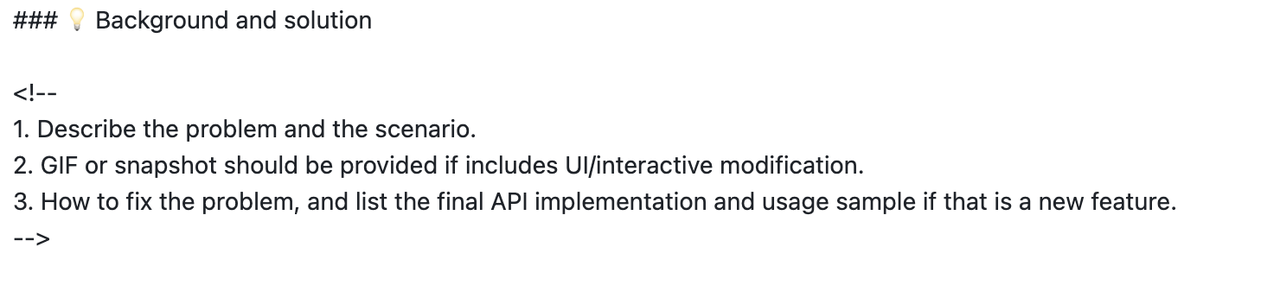 ### 💡 Background and solution
<!--
1. Describe the problem and the scenario.
2. GIF or snapshot should be provided if includes UI/interactive modification.
3. How to fix the problem, and list the final API implementation and usage sample if that is a new feature.
-->